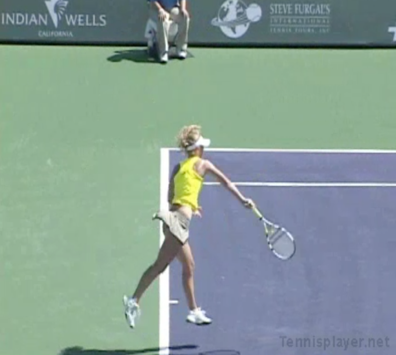 INDIAN WELLS
CALIFORNIA
STEVE FURGAL'S
INTERNATIONAL
TENNIS TOURS, INC
Tennisplayer.net